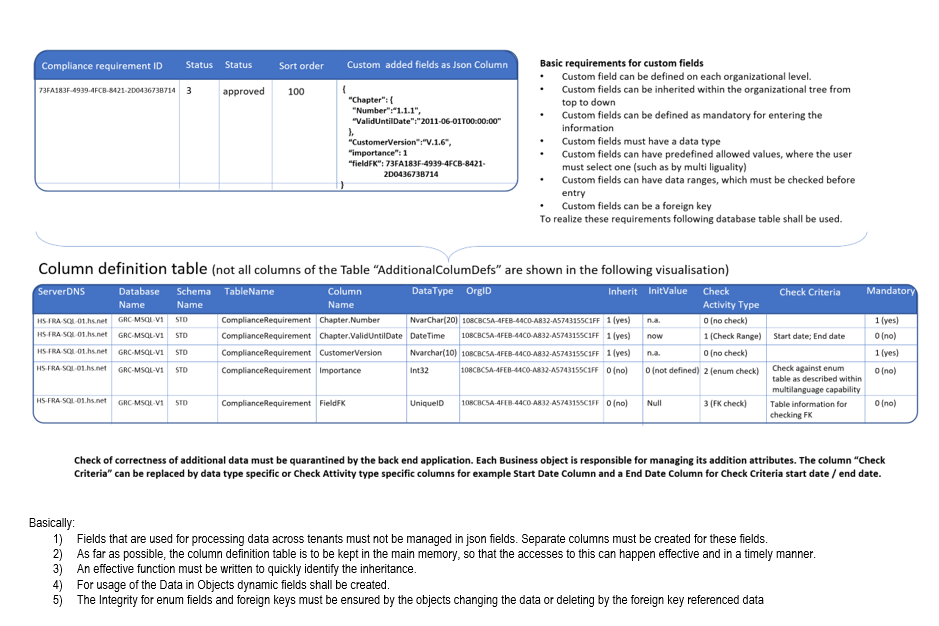 Compliance requirement ID Status Status Sort order Custom added fields as Json Column
73FA183F-4939-4FCB-8421-2D043673B714 3 approved 100 {
"Chapter": {
"Number":"1.1.1",
"ValidUntilDate":"2011-06-01T00:00:00"
},
"CustomerVersion":"V.1.6",
"importance": 1
"fieldFK": 73FA183F-4939-4FCB-8421-
2D043673B714
}
Basic requirements for custom fields
• Custom field can be defined on each organizational level.
• Custom fields can be inherited within the organizational tree from
top to down
• Custom fields can be defined as mandatory for entering the
information
• Custom fields must have a data type
• Custom fields can have predefined allowed values, where the user
must select one (such as by multi liguality)
• Custom fields can have data ranges, which must be checked before
entry
• Custom fields can be a foreign key
To realize these requirements following database table shall be used.
Column definition table (not all columns of the Table "AdditionalColumDefs" are shown in the following visualisation)
ServerDNS Database Name Schema Name TableName Column Name DataType OrgID Inherit InitValue Check Activity Type Check Criteria Mandatory
HS-FRA-SQL-01.hs.net GRC-MSQL-V1 STD ComplianceRequirement Chapter.Number NvarChar(20) 108CBC5A-4FEB-44C0-A832-A5743155C1FF 1 (yes) n.a. 0 (no check) 1 (yes)
HS-FRA-SQL-01.hs.net GRC-MSQL-V1 STD ComplianceRequirement Chapter.ValidUntilDate DateTime 108CBC5A-4FEB-44C0-A832-A5743155C1FF 1 (yes) now 1 (Check Range) Start date; End date 0 (no)
HS-FRA-SQL-01.hs.net GRC-MSQL-V1 STD ComplianceRequirement CustomerVersion Nvarchar(10) 108CBC5A-4FEB-44C0-A832-A5743155C1FF 1 (yes) n.a. 0 (no check) 1 (yes)
HS-FRA-SQL-01.hs.net GRC-MSQL-V1 STD ComplianceRequirement Importance Int32 108CBC5A-4FEB-44C0-A832-A5743155C1FF 0 (no) 0 (not defined) 2 (enum check) Check against enum
table as described within
multilanguage capability 0 (no)
HS-FRA-SQL-01.hs.net GRC-MSQL-V1 STD ComplianceRequirement FieldFK UniqueID 108CBC5A-4FEB-44C0-A832-A5743155C1FF 0 (no) Null 3 (FK check) Table information for
checking FK 0 (no)
Check of correctness of additional data must be quarantined by the back end application. Each Business object is responsible for managing its addition attributes. The column "Check
Criteria" can be replaced by data type specific or Check Attivity type specific columns for example Start Date Column and a End Date Column for Check Criteria start date / end date.
Basically:
1) Fields that are used for processing data across tenants must not be managed in json fields. Separate columns must be created for these fields.
2) As far as possible, the column definition table is to be kept in the main memory, so that the accesses to this can happen effective and in a timely manner.
3) An effective function must be written to quickly identify the inheritance.
4) For usage of the Data in Objects dynamic fields shall be created.
5) The Integrity for enum fields and foreign keys must be ensured by the objects changing the data or deleting by the foreign key referenced data